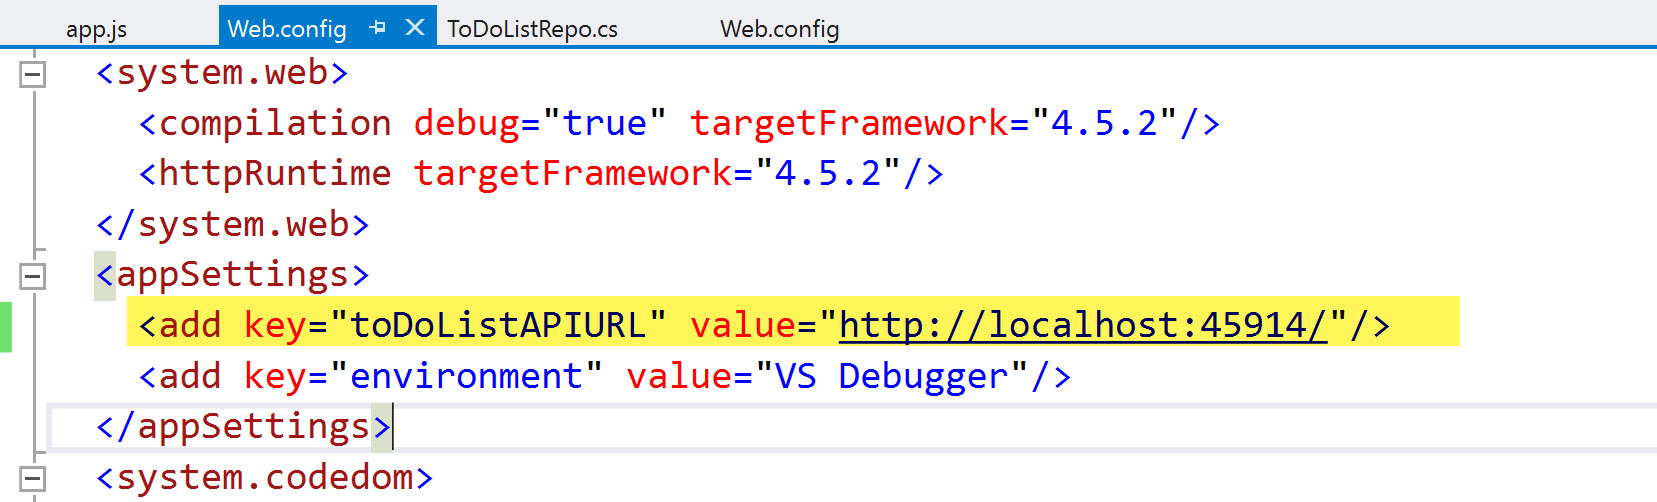 app.js Web.config ToDoListRepo.cs Web.config
<system.web>
<compilation debug="true" targetFramework="4.5.2"/>
<httpRuntime targetFramework="4.5.2"/>
</system.web>
<appSettings>
<add key="toDoListAPIURL" value="http://localhost:45914/"/>
<add key="environment" value="VS Debugger"/>
</appSettings>
<system.codedom>